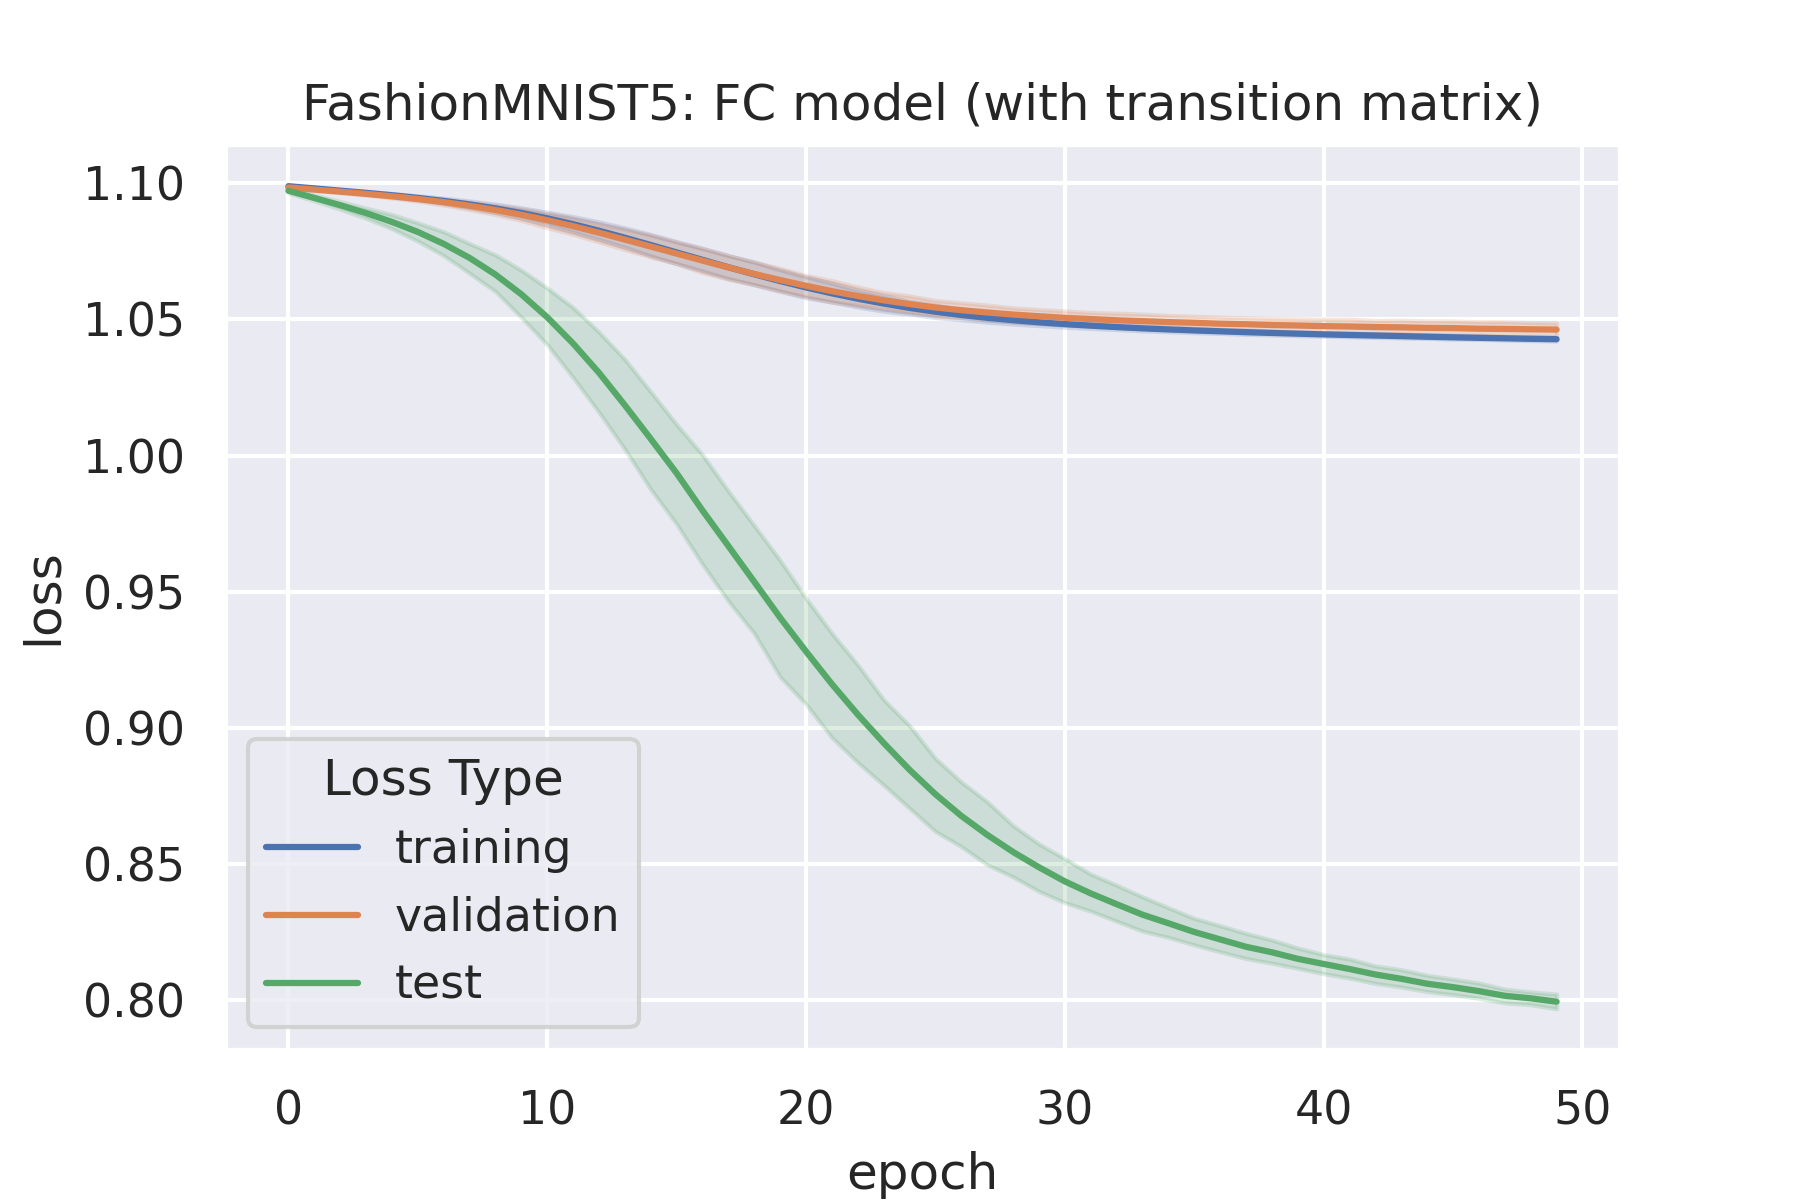 FashionMNIST5: FC model (with transition matrix)
1.10
1.05
1.00
0.95
0.90
0.85
0.80
loss
Loss Type
training
validation
test
0 10 20 30 40 50
epoch